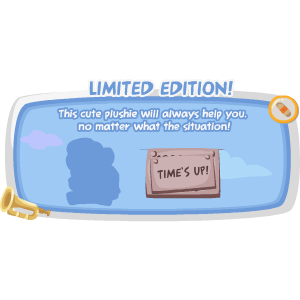 LIMITED EDITION!
This cute plushie will always help you,
no matter what the situation!
TIME'S UP!